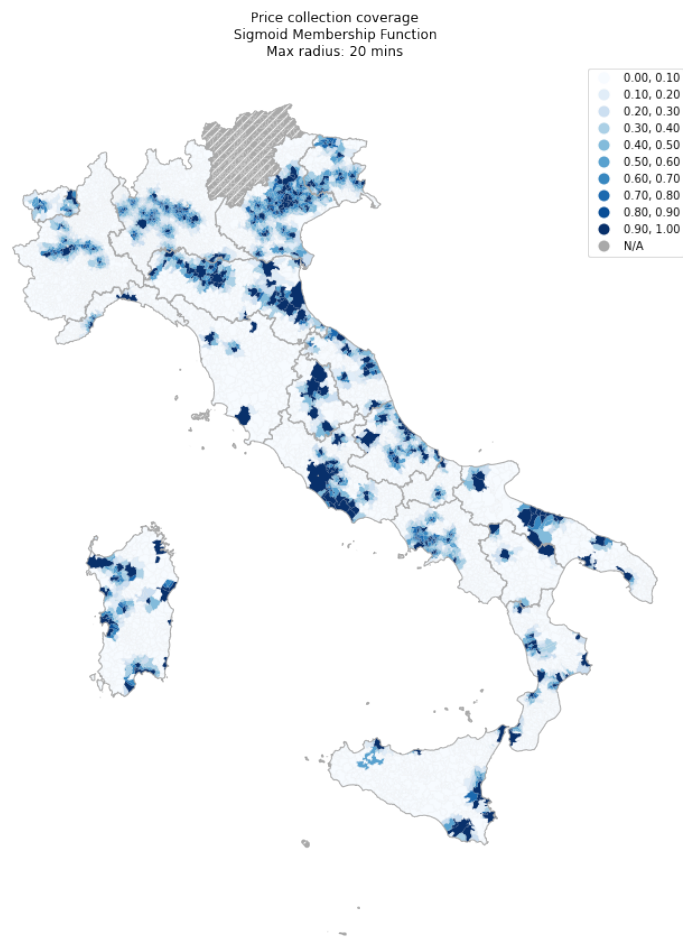 Price collection coverage
Sigmoid Membership Function
Max radius: 20 mins
0.00, 0.10
0.10, 0.20
0.20, 0.30
0.30, 0.40
0.40, 0.50
0.50, 0.60
0.60, 0.70
0.70, 0.80
0.80, 0.90
0.90, 1.00
N/A